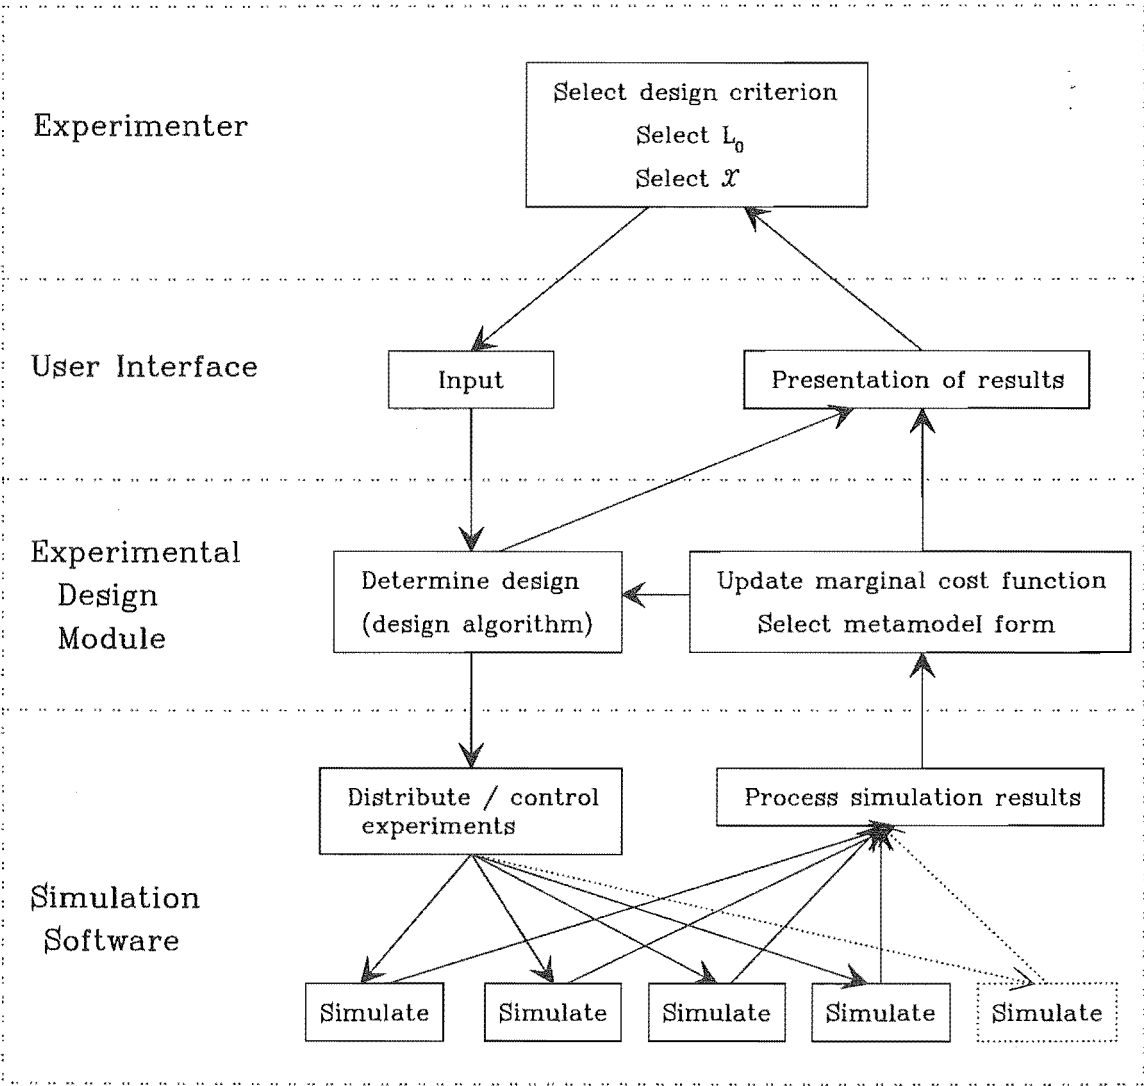 Select design criterion
Experimenter
Select L₀
Select 𝒳
User Interface
Input
Presentation of results
Experimental
Design
Module
Determine design
(design algorithm)
Update marginal cost function
Select metamodel form
Distribute / control
experiments
Process simulation results
Simulation
Software
Simulate
Simulate
Simulate
Simulate
Simulate